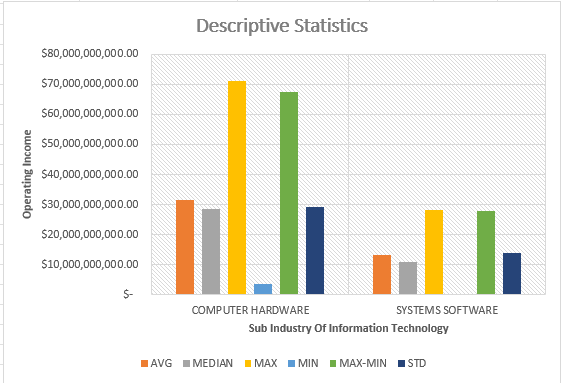 Descriptive Statistics
$80,000,000,000.00
$70,000,000,000.00
$60,000,000,000.00
$50,000,000,000.00
$40,000,000,000.00
$30,000,000,000.00
$20,000,000,000.00
$10,000,000,000.00
$-
Operating Income
COMPUTER HARDWARE SYSTEMS SOFTWARE
Sub Industry Of Information Technology
AVG MEDIAN MAX MIN MAX-MIN STD